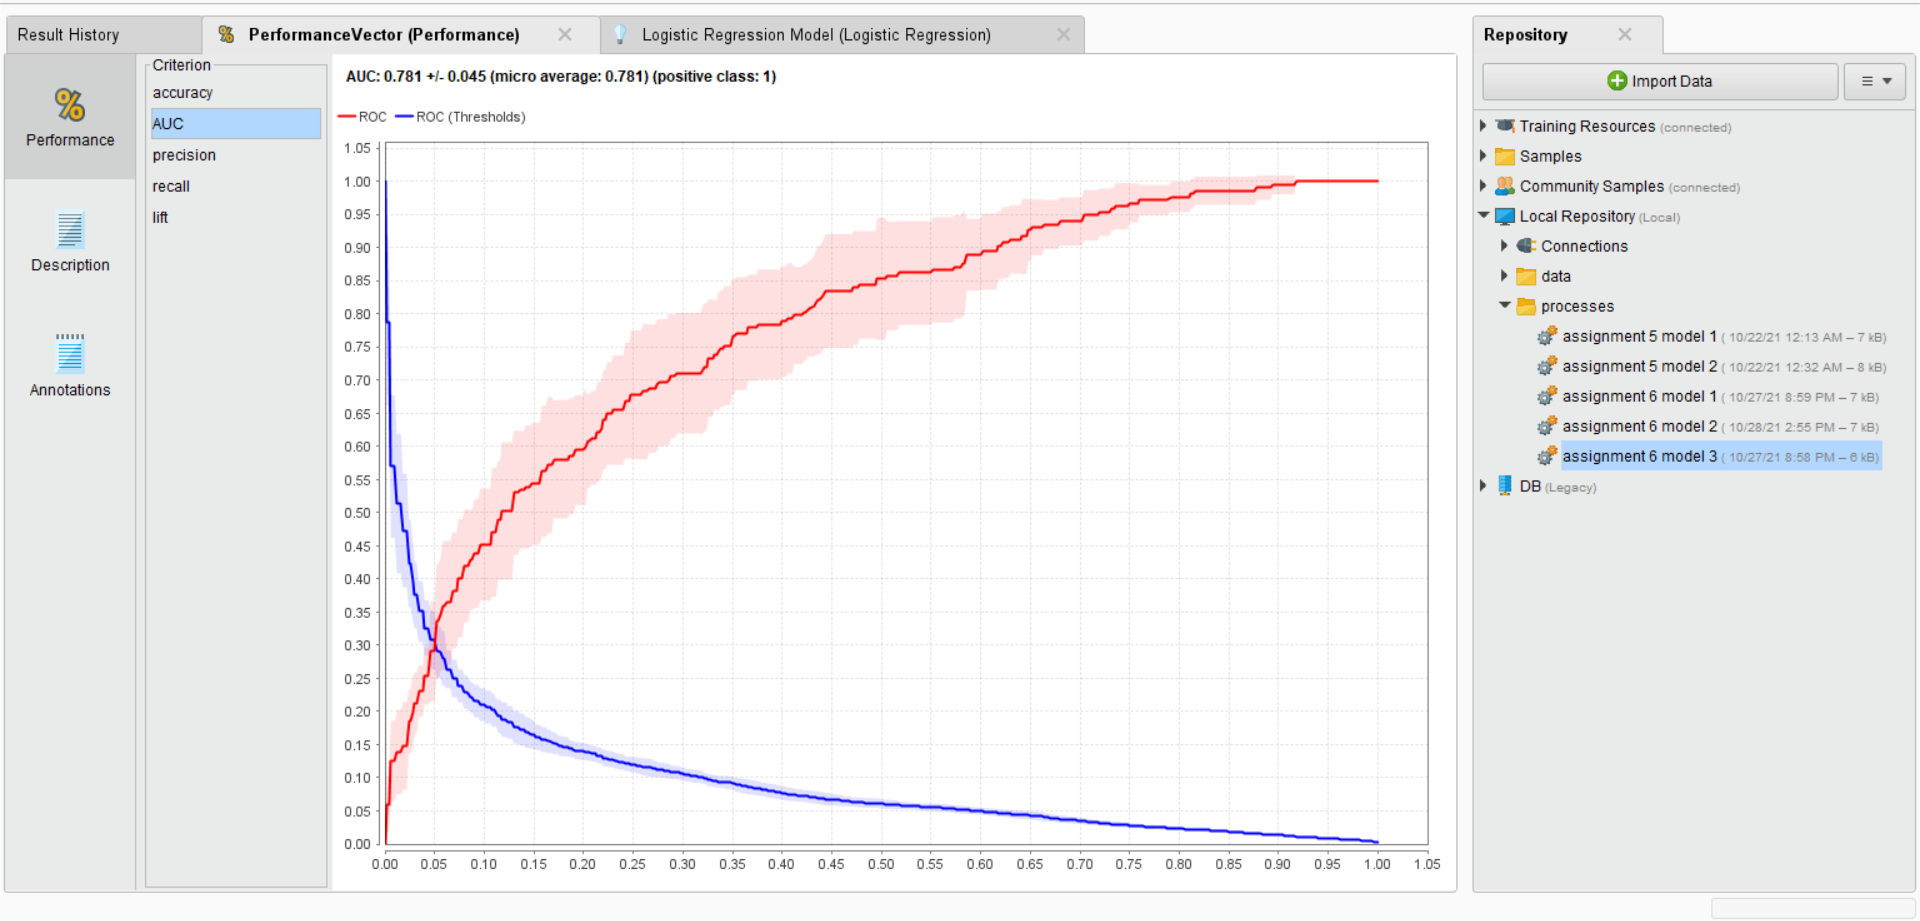 Result History
PerformanceVector (Performance)
Logistic Regression Model (Logistic Regression)
Performance
Description
Annotations
Criterion
accuracy
AUC
precision
recall
lift
AUC: 0.781 +/- 0.045 (micro average: 0.781) (positive class: 1)
ROC ROC (Thresholds)
1.05
1.00
0.95
0.90
0.85
0.80
0.75
0.70
0.65
0.60
0.55
0.50
0.45
0.40
0.35
0.30
0.25
0.20
0.15
0.10
0.05
0.00
0.00 0.05 0.10 0.15 0.20 0.25 0.30 0.35 0.40 0.45 0.50 0.55 0.60 0.65 0.70 0.75 0.80 0.85 0.90 0.95 1.00 1.05
Repository
Import Data
Training Resources (connected)
Samples
Community Samples (connected)
Local Repository (Local)
Connections
data
processes
assignment 5 model 1 ( 10/22/21 12:13 AM – 7 kB)
assignment 5 model 2 ( 10/22/21 12:32 AM – 8 kB)
assignment 6 model 1 ( 10/27/21 8:59 PM – 7 kB)
assignment 6 model 2 ( 10/28/21 2:55 PM – 7 kB)
assignment 6 model 3 ( 10/27/21 8:58 PM – 6 kB)
DB (Legacy)